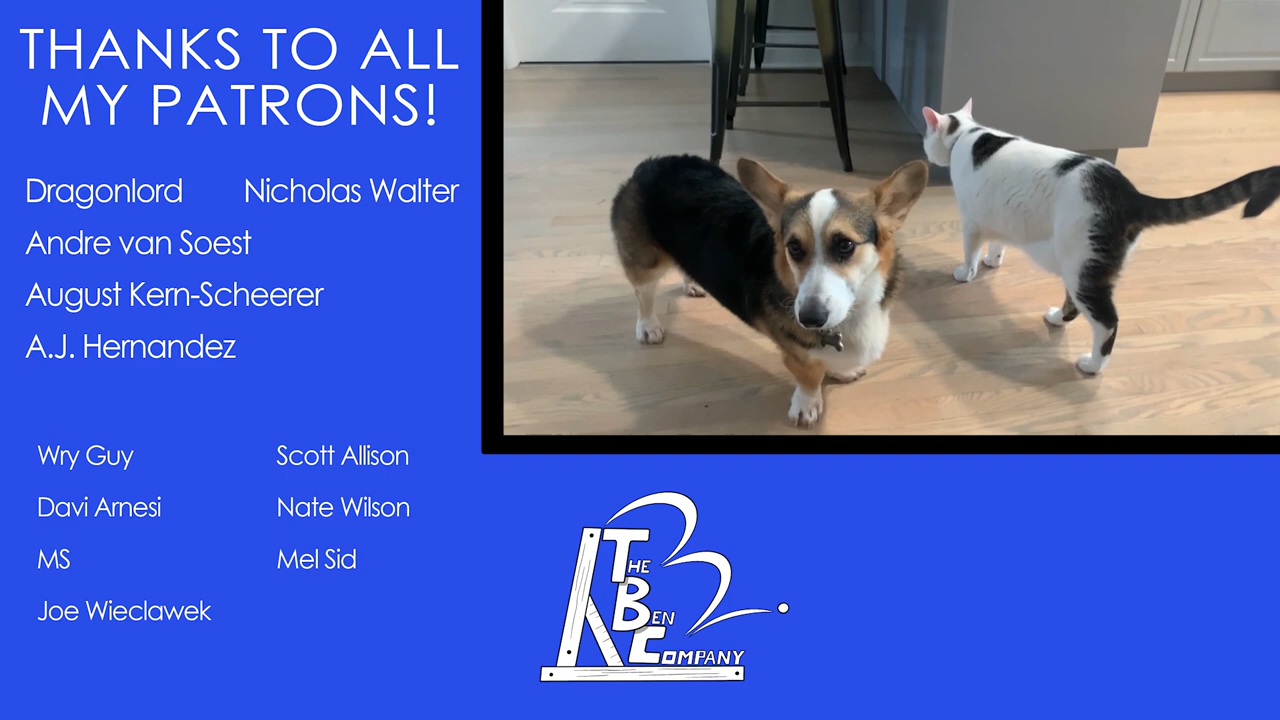 THANKS TO ALL
MY PATRONS!
Dragonlord
Nicholas Walter
Andre van Soest
August Kern-Scheerer
A.J. Hernandez
Wry Guy
Scott Allison
Davi Arnesi
Nate Wilson
MS
Mel Sid
Joe Wieclawek
THE
BEN
COMPANY